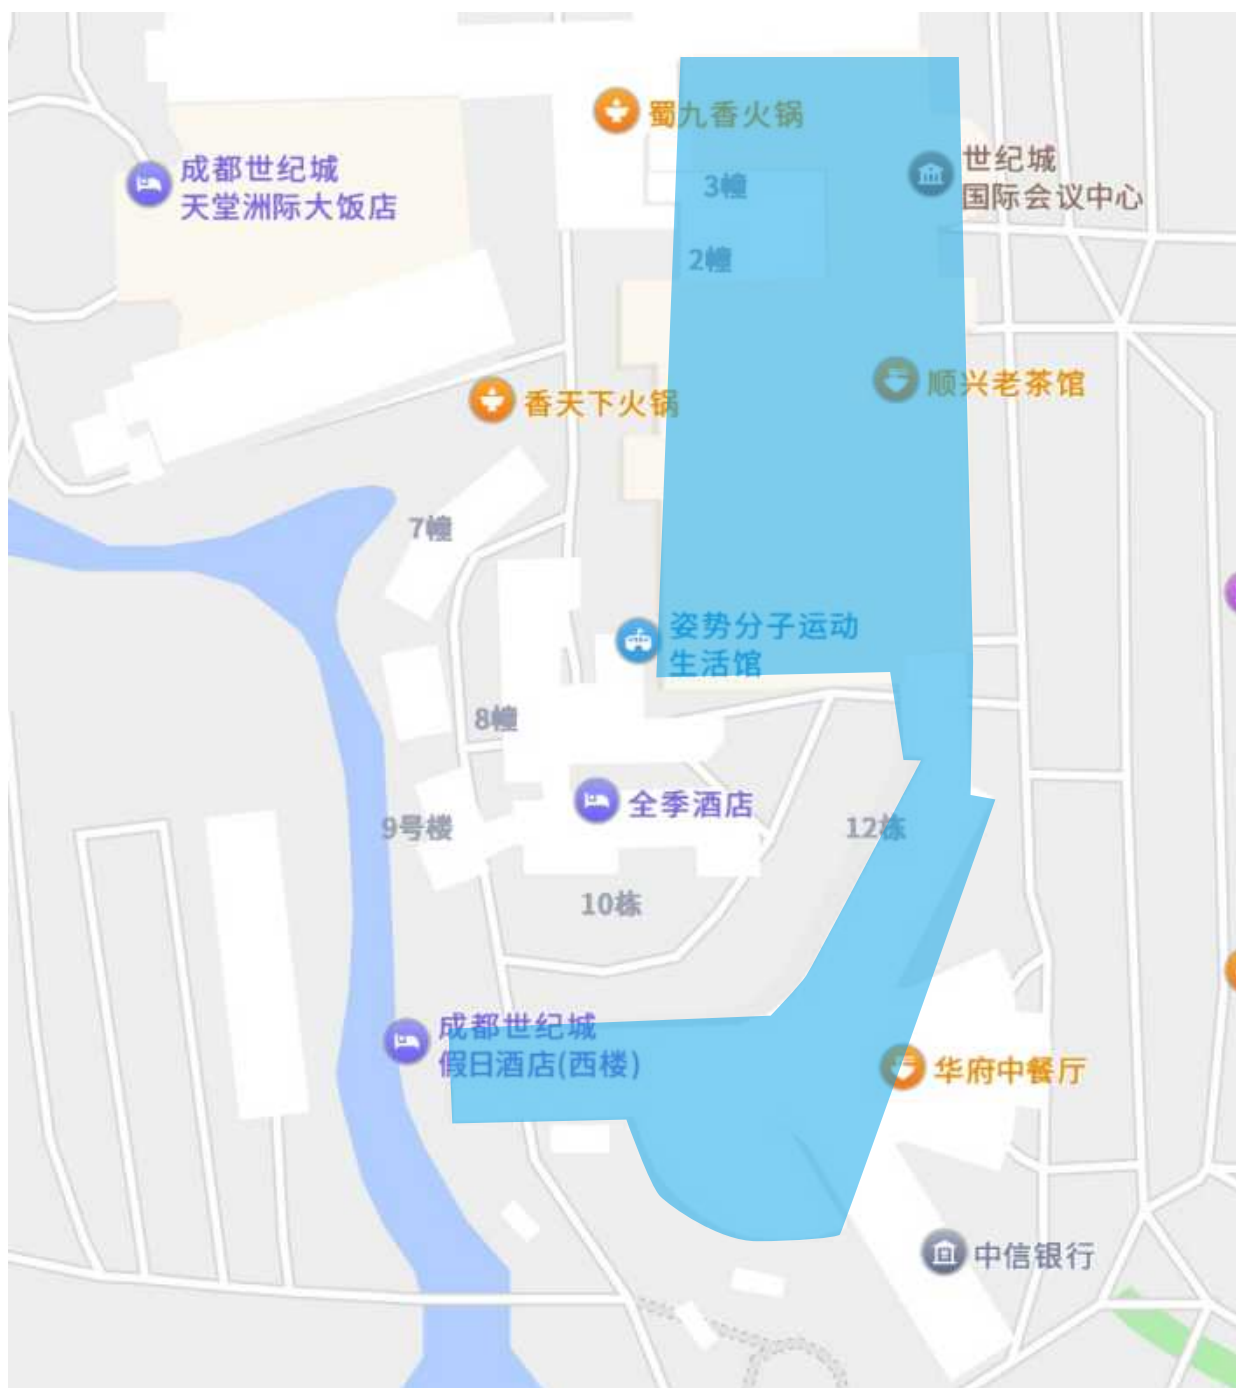 蜀九香火锅
成都世纪城
天堂洲际大饭店
世纪城
国际会议中心
3幢
2幢
顺兴老茶馆
香天下火锅
7幢
姿势分子运动
生活馆
8幢
全季酒店
9号楼
12栋
10栋
成都世纪城
假日酒店(西楼)
华府中餐厅
中信银行